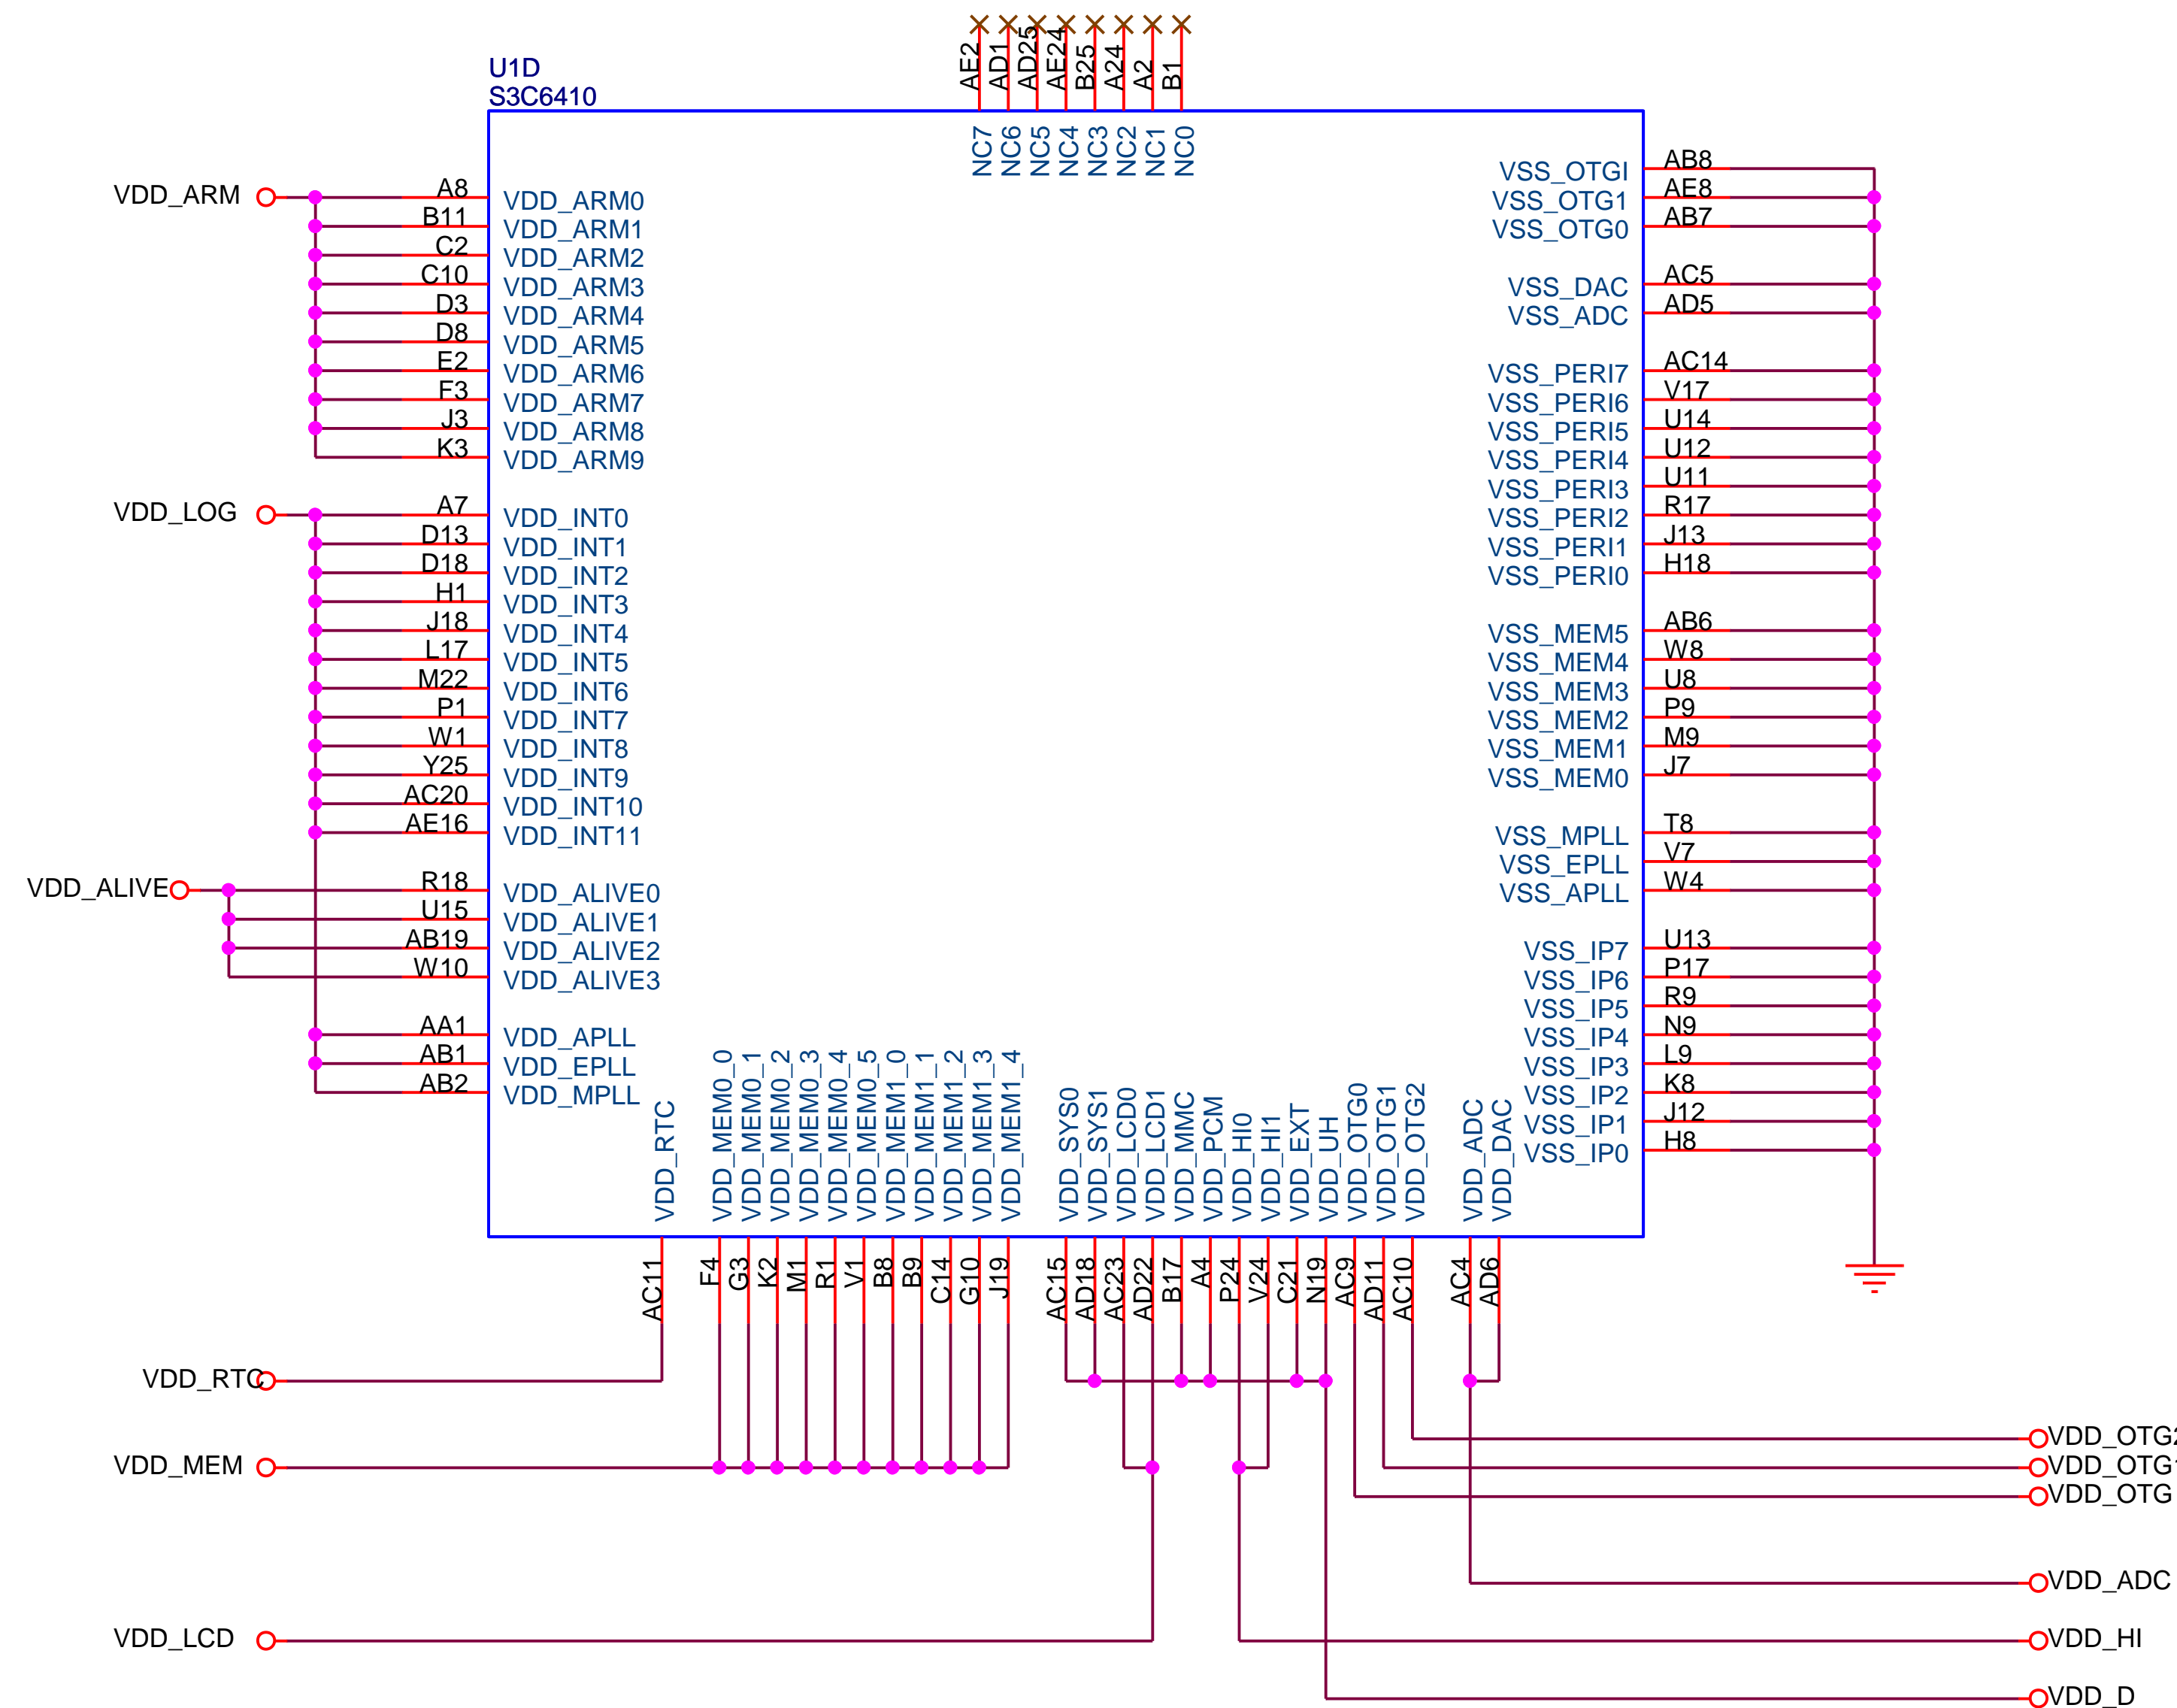 U1D
S3C6410
AE2
AD1
AD25
AE24
B25
A24
A2
B1
NC7
NC6
NC5
NC4
NC3
NC2
NC1
NC0
VDD_ARM
A8 VDD_ARM0
B11 VDD_ARM1
C2 VDD_ARM2
C10 VDD_ARM3
D3 VDD_ARM4
D8 VDD_ARM5
E2 VDD_ARM6
F3 VDD_ARM7
J3 VDD_ARM8
K3 VDD_ARM9
VDD_LOG
A7 VDD_INT0
D13 VDD_INT1
D18 VDD_INT2
H1 VDD_INT3
J18 VDD_INT4
L17 VDD_INT5
M22 VDD_INT6
P1 VDD_INT7
W1 VDD_INT8
Y25 VDD_INT9
AC20 VDD_INT10
AE16 VDD_INT11
VDD_ALIVE
R18 VDD_ALIVE0
U15 VDD_ALIVE1
AB19 VDD_ALIVE2
W10 VDD_ALIVE3
AA1 VDD_APLL
AB1 VDD_EPLL
AB2 VDD_MPLL
VSS_OTGI AB8
VSS_OTG1 AE8
VSS_OTG0 AB7
VSS_DAC AC5
VSS_ADC AD5
VSS_PERI7 AC14
VSS_PERI6 V17
VSS_PERI5 U14
VSS_PERI4 U12
VSS_PERI3 U11
VSS_PERI2 R17
VSS_PERI1 J13
VSS_PERI0 H18
VSS_MEM5 AB6
VSS_MEM4 W8
VSS_MEM3 U8
VSS_MEM2 P9
VSS_MEM1 M9
VSS_MEM0 J7
VSS_MPLL T8
VSS_EPLL V7
VSS_APLL W4
VSS_IP7 U13
VSS_IP6 P17
VSS_IP5 R9
VSS_IP4 N9
VSS_IP3 L9
VSS_IP2 K8
VSS_IP1 J12
VSS_IP0 H8
VDD_RTC AC11
VDD_MEM0_0 F4
VDD_MEM0_1 G3
VDD_MEM0_2 K2
VDD_MEM0_3 M1
VDD_MEM0_4 R1
VDD_MEM0_5 V1
VDD_MEM1_0 B8
VDD_MEM1_1 B9
VDD_MEM1_2 C14
VDD_MEM1_3 G10
VDD_MEM1_4 J19
VDD_SYS0 AC15
VDD_SYS1 AD18
VDD_LCD0 AC23
VDD_LCD1 AD22
VDD_MMC B17
VDD_PCM A4
VDD_HI0 P24
VDD_HI1 V24
VDD_EXT C21
VDD_UH N19
VDD_OTG0 AC9
VDD_OTG1 AD11
VDD_OTG2 AC10
VDD_ADC AC4
VDD_DAC AD6
VDD_RTC
VDD_MEM
VDD_LCD
VDD_OTG2
VDD_OTG1
VDD_OTG
VDD_ADC
VDD_HI
VDD_D